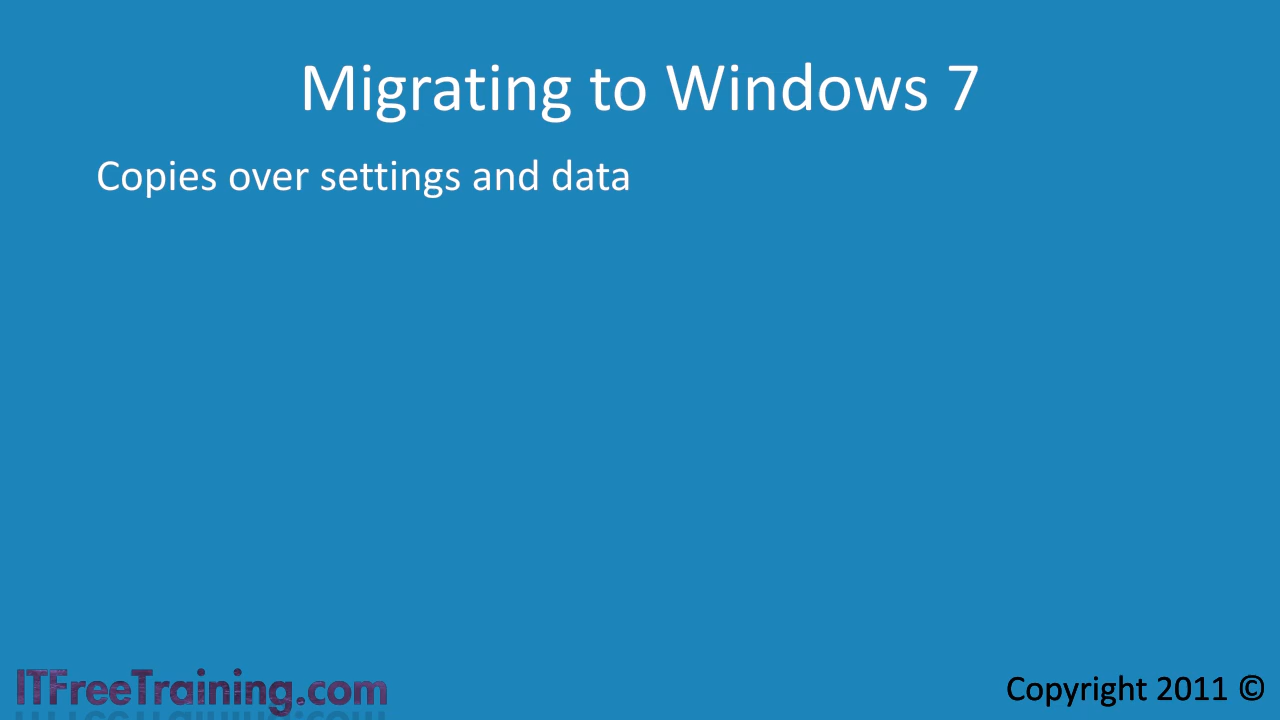 Migrating to Windows 7
Copies over settings and data
ITFreeTraining.com
Copyright 2011 ©